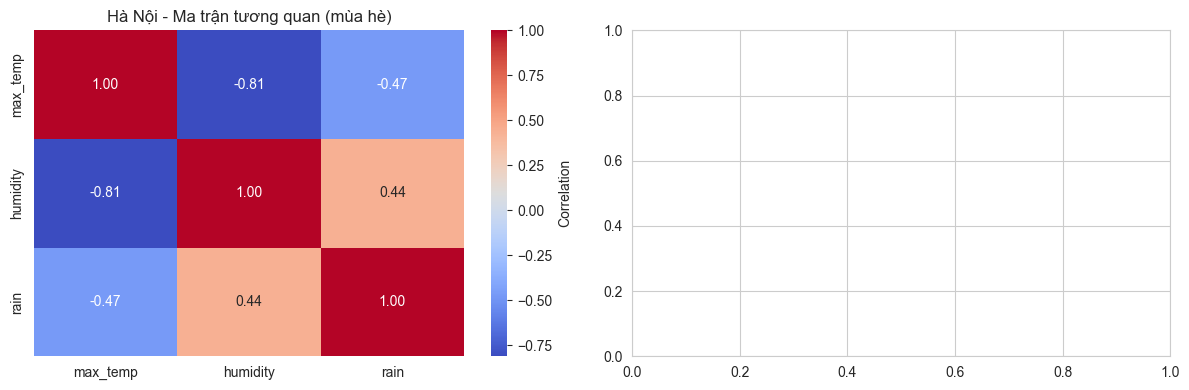 Hà Nội - Ma trận tương quan (mùa hè)
max_temp
humidity
rain
1.00 -0.81 -0.47
-0.81 1.00 0.44
-0.47 0.44 1.00
max_temp humidity rain
1.00
0.75
0.50
0.25
0.00
−0.25
−0.50
−0.75
Correlation
1.0
0.8
0.6
0.4
0.2
0.0
0.0 0.2 0.4 0.6 0.8 1.0